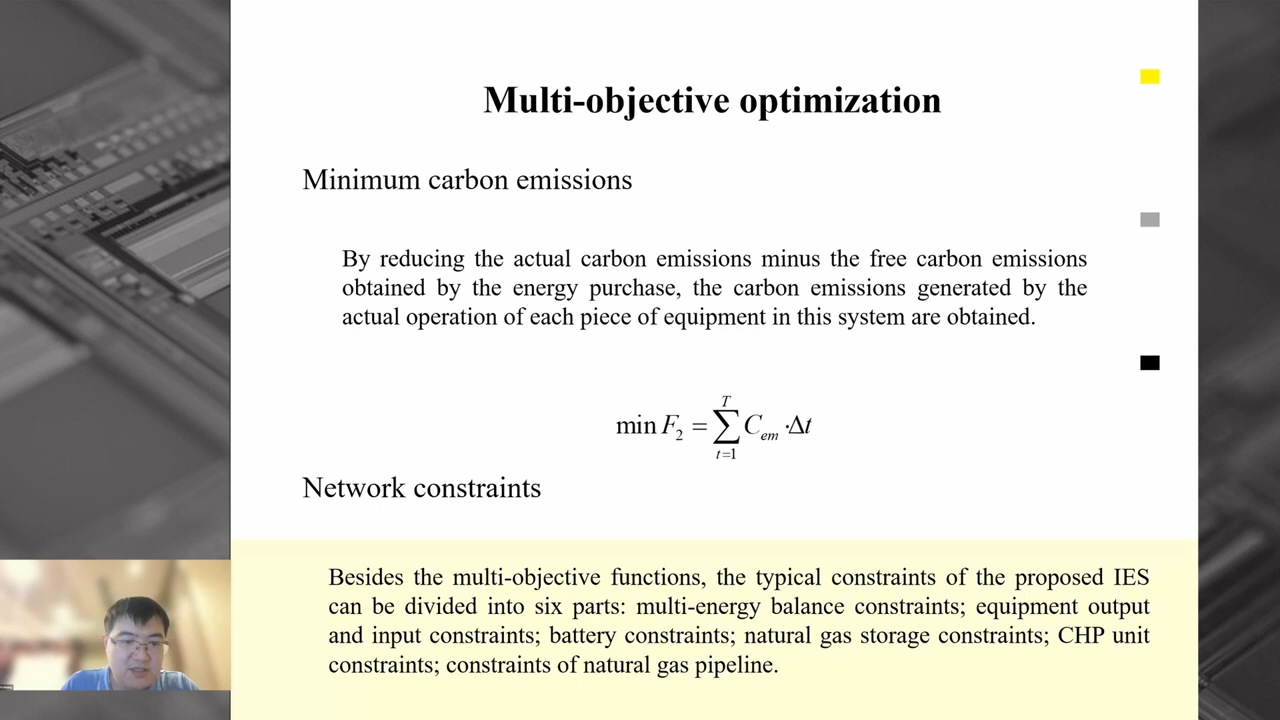 Multi-objective optimization
Minimum carbon emissions
By reducing the actual carbon emissions minus the free carbon emissions
obtained by the energy purchase, the carbon emissions generated by the
actual operation of each piece of equipment in this system are obtained.
min F₂ = ∑_{t=1}^{T} C_{em} ·Δt
Network constraints
Besides the multi-objective functions, the typical constraints of the proposed IES
can be divided into six parts: multi-energy balance constraints; equipment output
and input constraints; battery constraints; natural gas storage constraints; CHP unit
constraints; constraints of natural gas pipeline.